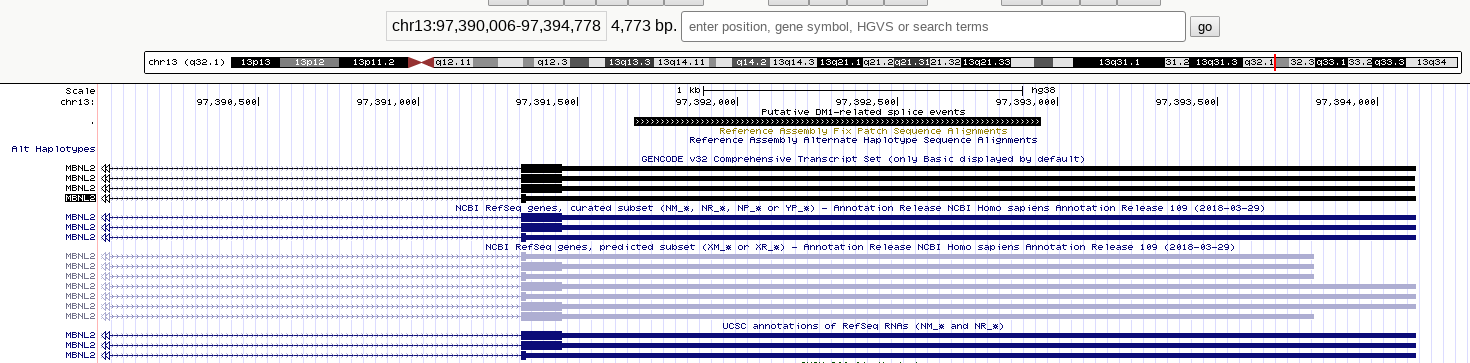 chr13:97,390,006-97,394,778 4,773 bp. enter position, gene symbol, HGVS or search terms go
chr13 (q32.1) 13p13 13p12 13p11.2 q12.11 q12.3 13q13.3 13q14.11 q14.2 13q14.3 13q21.1 q21.2 q21.31 21.32 13q21.33 13q31.1 31.2 13q31.3 q32.1 32.3 q33.1 33.2 q33.3 13q34
Scale 1 kb hg38
chr13: 97,390,500 97,391,000 97,391,500 97,392,000 97,392,500 97,393,000 97,393,500 97,394,000
Putative DM1-related splice events
.
Reference Assembly Fix Patch Sequence Alignments
Reference Assembly Alternate Haplotype Sequence Alignments
Alt Haplotypes
GENCODE v32 Comprehensive Transcript Set (only Basic displayed by default)
MBNL2
MBNL2
MBNL2
MBNL2
NCBI RefSeq genes, curated subset (NM_*, NR_*, NP_* or YP_*) - Annotation Release NCBI Homo sapiens Annotation Release 109 (2018-03-29)
MBNL2
MBNL2
MBNL2
NCBI RefSeq genes, predicted subset (XM_* or XR_*) - Annotation Release NCBI Homo sapiens Annotation Release 109 (2018-03-29)
MBNL2
MBNL2
MBNL2
MBNL2
MBNL2
MBNL2
MBNL2
UCSC annotations of RefSeq RNAs (NM_* and NR_*)
MBNL2
MBNL2
MBNL2